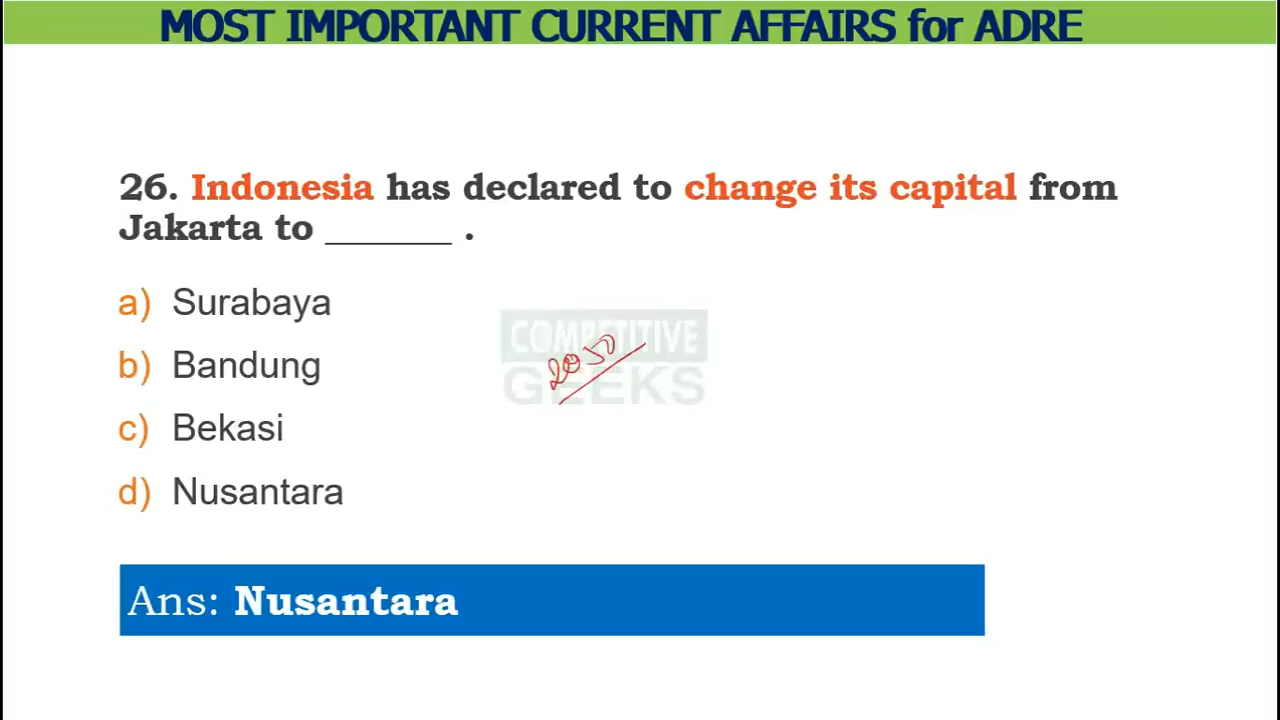 MOST IMPORTANT CURRENT AFFAIRS for ADRE
26. Indonesia has declared to change its capital from
Jakarta to _______ .
a) Surabaya
b) Bandung
c) Bekasi
d) Nusantara
COMPETITIVE
GEEKS
2050
Ans: Nusantara